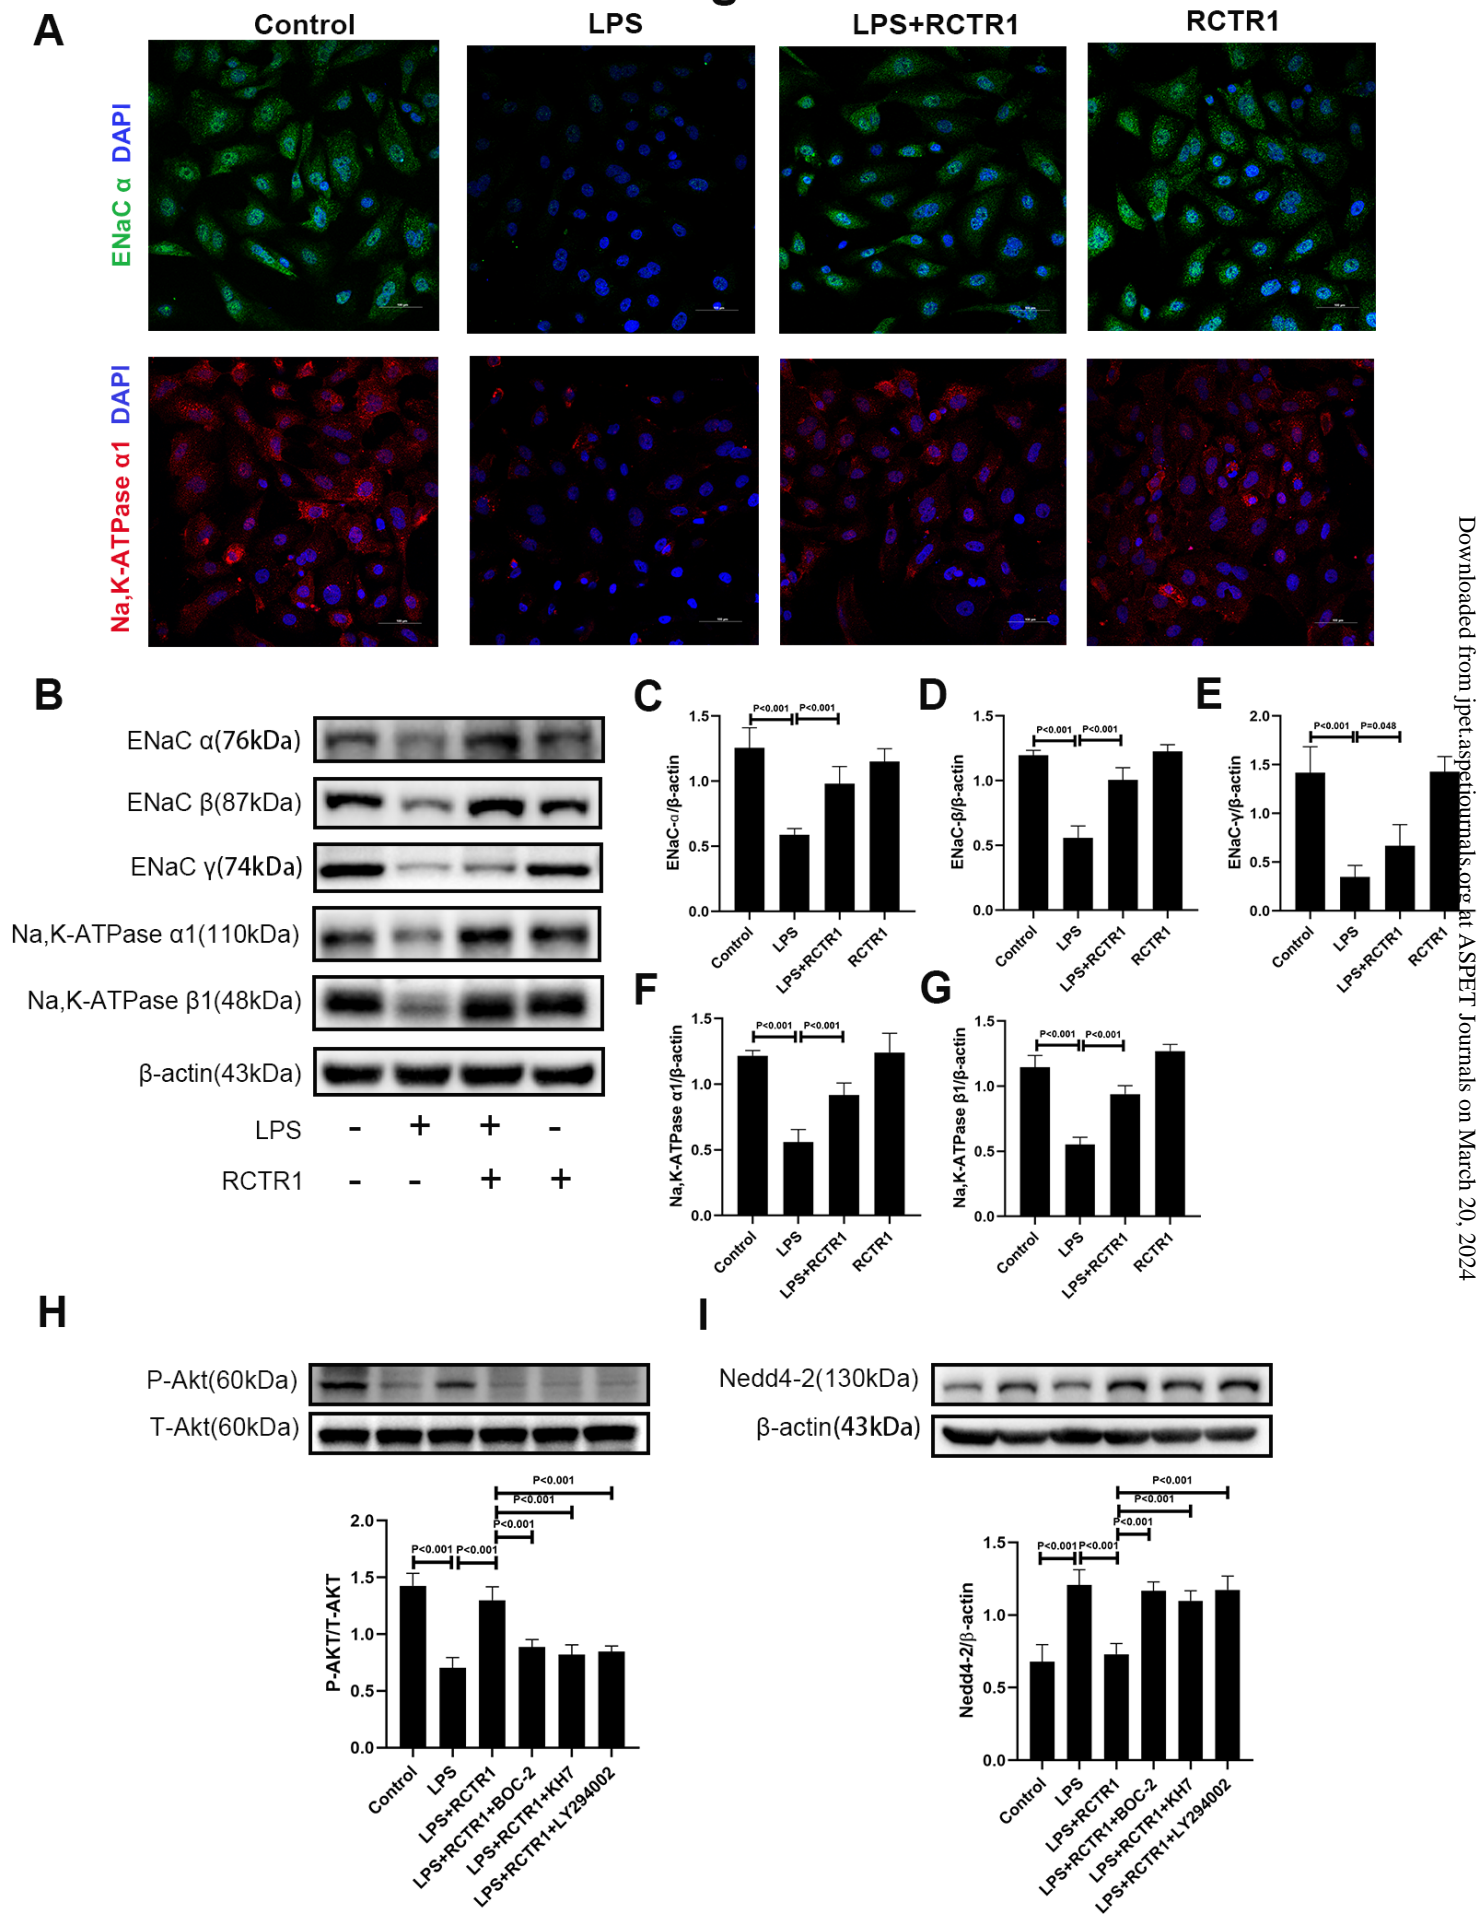 A
Control
LPS
LPS+RCTR1
RCTR1
ENaC α DAPI
Na,K-ATPase α1 DAPI
B
ENaC α(76kDa)
ENaC β(87kDa)
ENaC γ(74kDa)
Na,K-ATPase α1(110kDa)
Na,K-ATPase β1(48kDa)
β-actin(43kDa)
LPS - + + -
RCTR1 - - + +
C
ENaC-α/β-actin
1.5
1.0
0.5
0.0
P<0.001 P<0.001
Control
LPS
LPS+RCTR1
RCTR1
D
ENaC-β/β-actin
1.5
1.0
0.5
0.0
P<0.001 P<0.001
Control
LPS
LPS+RCTR1
RCTR1
E
ENaC-γ/β-actin
2.0
1.5
1.0
0.5
0.0
P<0.001 P=0.048
Control
LPS
LPS+RCTR1
RCTR1
F
Na,K-ATPase α1/β-actin
1.5
1.0
0.5
0.0
P<0.001 P<0.001
Control
LPS
LPS+RCTR1
RCTR1
G
Na,K-ATPase β1/β-actin
1.5
1.0
0.5
0.0
P<0.001 P<0.001
Control
LPS
LPS+RCTR1
RCTR1
H
P-Akt(60kDa)
T-Akt(60kDa)
P-AKT/T-AKT
2.0
1.5
1.0
0.5
0.0
P<0.001
P<0.001
P<0.001
P<0.001 P<0.001
Control
LPS
LPS+RCTR1
LPS+RCTR1+BOC-2
LPS+RCTR1+KH7
LPS+RCTR1+LY294002
I
Nedd4-2(130kDa)
β-actin(43kDa)
Nedd4-2/β-actin
1.5
1.0
0.5
0.0
P<0.001
P<0.001
P<0.001
P<0.001 P<0.001
Control
LPS
LPS+RCTR1
LPS+RCTR1+BOC-2
LPS+RCTR1+KH7
LPS+RCTR1+LY294002
Downloaded from jpet.aspetjournals.org at ASPET Journals on March 20, 2024